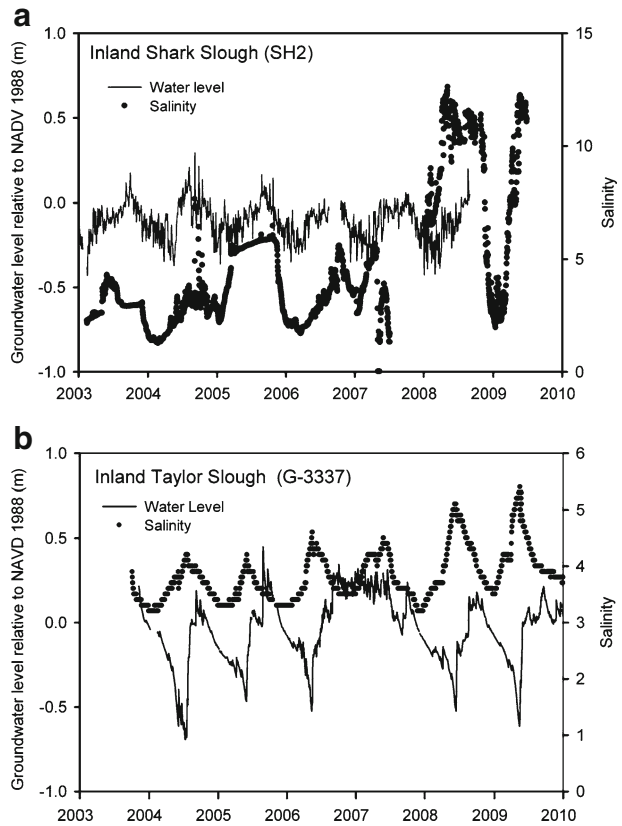 a
Inland Shark Slough (SH2)
Water level
Salinity
Groundwater level relative to NADV 1988 (m)
1.0
0.5
0.0
-0.5
-1.0
15
10
5
0
Salinity
2003 2004 2005 2006 2007 2008 2009 2010
b
Inland Taylor Slough (G-3337)
Water Level
Salinity
Groundwater level relative to NAVD 1988 (m)
1.0
0.5
0.0
-0.5
-1.0
6
5
4
3
2
1
0
Salinity
2003 2004 2005 2006 2007 2008 2009 2010